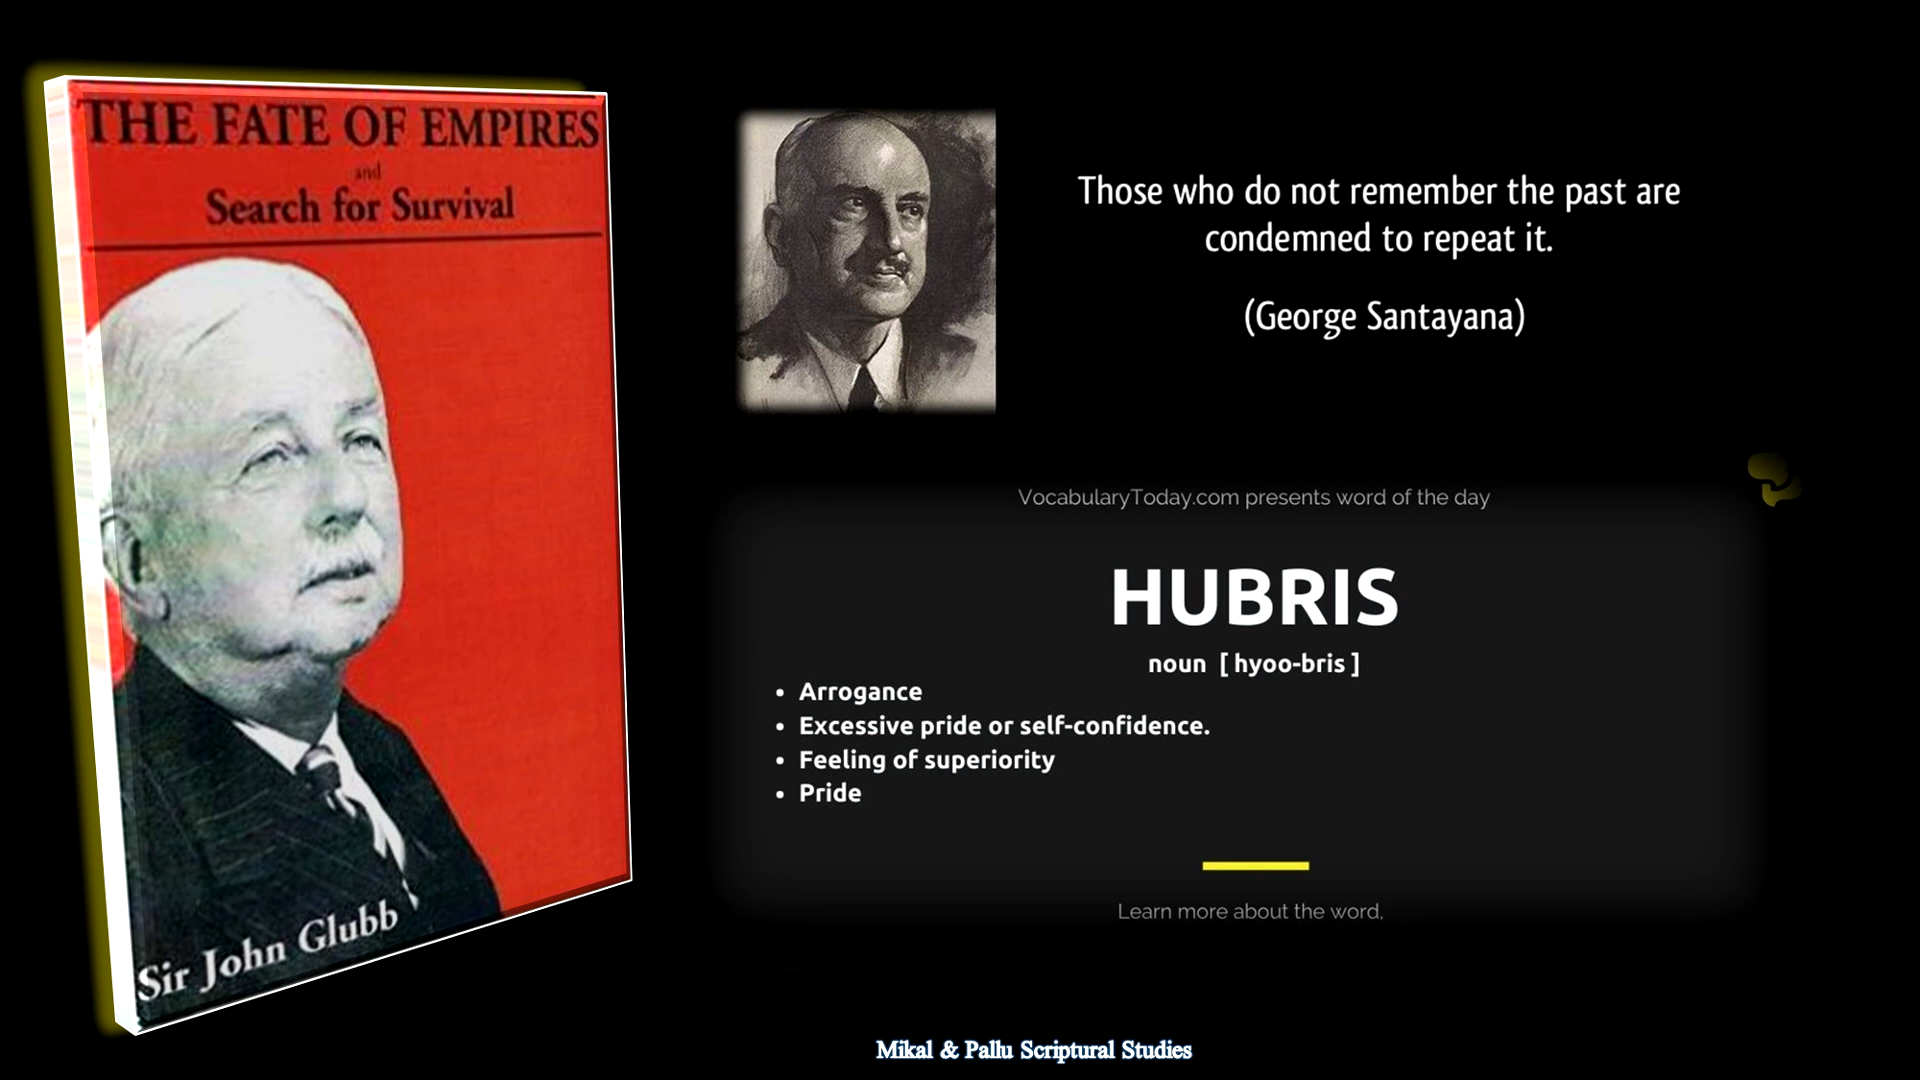 THE FATE OF EMPIRES
and
Search for Survival
Sir John Glubb
Those who do not remember the past are
condemned to repeat it.
(George Santayana)
VocabularyToday.com presents word of the day
HUBRIS
noun [ hyoo-bris ]
• Arrogance
• Excessive pride or self-confidence.
• Feeling of superiority
• Pride
Learn more about the word,
Mikal & Pallu Scriptural Studies